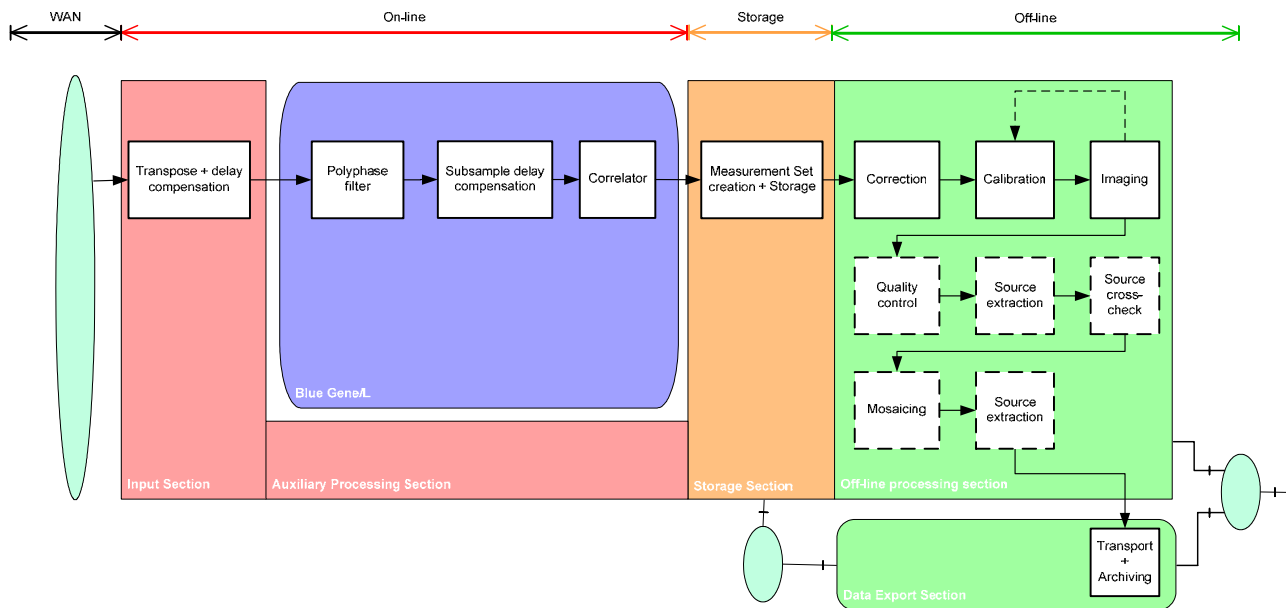 WAN
On-line
Storage
Off-line
Transpose + delay
compensation
Polyphase
filter
Subsample delay
compensation
Correlator
Measurement Set
creation + Storage
Correction
Calibration
Imaging
Quality
control
Source
extraction
Source
cross-
check
Mosaicing
Source
extraction
Blue Gene/L
Input Section
Auxiliary Processing Section
Storage Section
Off-line processing section
Transport
+
Archiving
Data Export Section